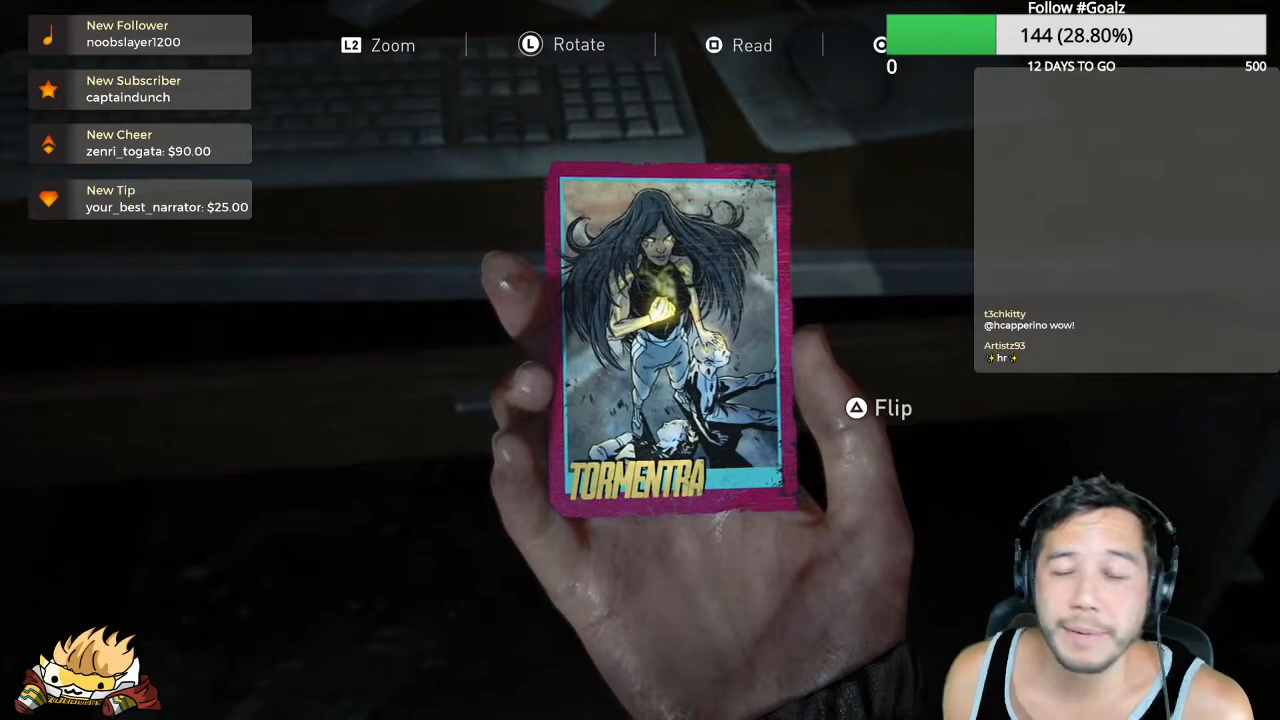 New Follower
noobslayer1200
New Subscriber
captaindunch
New Cheer
zenri_togata: $90.00
New Tip
your_best_narrator: $25.00
L2 Zoom
L Rotate
Read
Follow #Goalz
144 (28.80%)
0
12 DAYS TO GO
500
t3chkitty
@hcapperino wow!
Artistz93
✨hr✨
Flip
TORMENTRA